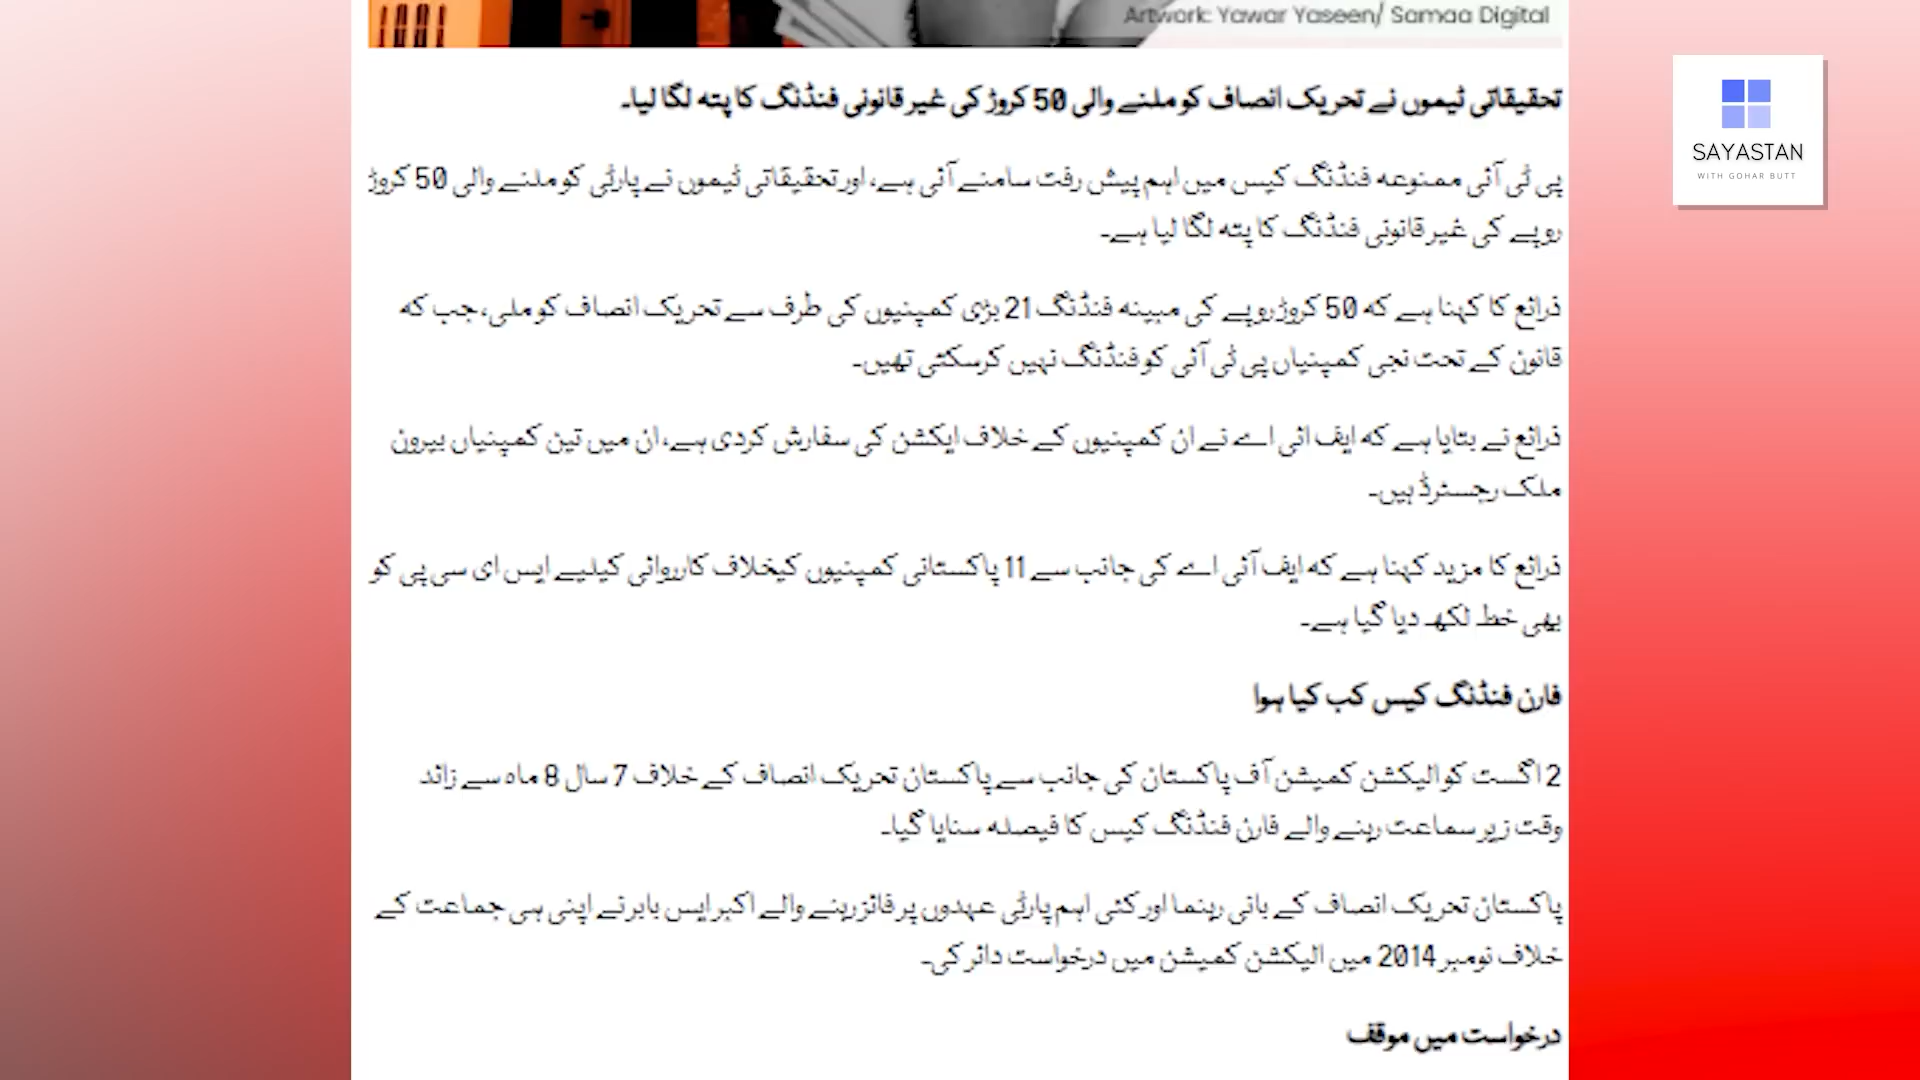 Artwork: Yawar Yaseen/ Samaa Digital
تحقیقاتی ٹیموں نے تحریک انصاف کو ملنے والی 50 کروڑ کی غیر قانونی فنڈنگ کا پتہ لگا لیا۔
پی ٹی آئی ممنوعہ فنڈنگ کیس میں اہم پیش رفت سامنے آئی ہے، اور تحقیقاتی ٹیموں نے پارٹی کو ملنے والی 50 کروڑ
روپے کی غیر قانونی فنڈنگ کا پتہ لگا لیا ہے۔
ذرائع کا کہنا ہے کہ 50 کروڑ روپے کی مبینہ فنڈنگ 21 بڑی کمپنیوں کی طرف سے تحریک انصاف کو ملی، جب کہ
قانون کے تحت نجی کمپنیاں پی ٹی آئی کو فنڈنگ نہیں کرسکتی تھیں۔
ذرائع نے بتایا ہے کہ ایف ائی اے نے ان کمپنیوں کے خلاف ایکشن کی سفارش کردی ہے، ان میں تین کمپنیاں بیرون
ملک رجسٹرڈ ہیں۔
ذرائع کا مزید کہنا ہے کہ ایف آئی اے کی جانب سے 11 پاکستانی کمپنیوں کیخلاف کارروائی کیلیے ایس ای سی پی کو
بھی خط لکھ دیا گیا ہے۔
فارن فنڈنگ کیس کب کیا ہوا
2 اگست کو الیکشن کمیشن آف پاکستان کی جانب سے پاکستان تحریک انصاف کے خلاف 7 سال 8 ماہ سے زائد
وقت زیر سماعت رہنے والے فارن فنڈنگ کیس کا فیصلہ سنایا گیا۔
پاکستان تحریک انصاف کے بانی رہنما اور کئی اہم پارٹی عہدوں پر فائز رہنے والے اکبر ایس بابر نے اپنی ہی جماعت کے
خلاف نومبر 2014 میں الیکشن کمیشن میں درخواست دائر کی۔
درخواست میں موقف
SAYASTAN
WITH GOHAR BUTT